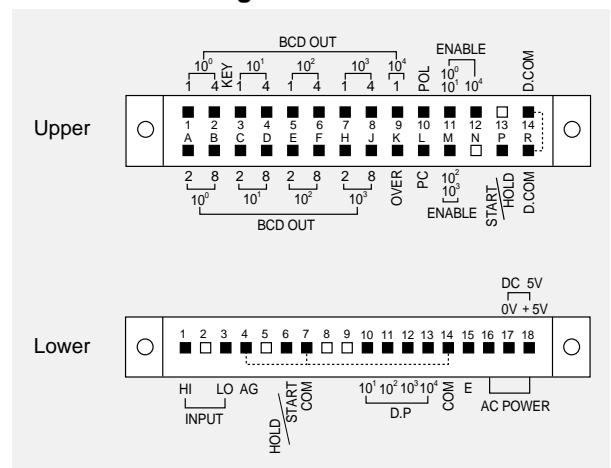 BCD OUT ENABLE
10⁰ KEY 10¹ 10² 10³ 10⁴ POL 10⁰ 10¹ 10⁴ D.COM
1 4 1 4 1 4 1 4 1
Upper
1 2 3 4 5 6 7 8 9 10 11 12 13 14
A B C D E F H J K L M N P R
2 8 2 8 2 8 2 8 OVER PC 10² 10³ START/HOLD D.COM
10⁰ 10¹ 10² 10³ ENABLE
BCD OUT
DC 5V
0V +5V
Lower
1 2 3 4 5 6 7 8 9 10 11 12 13 14 15 16 17 18
HI LO AG HOLD/START COM 10¹ 10² 10³ 10⁴ COM E AC POWER
INPUT D.P